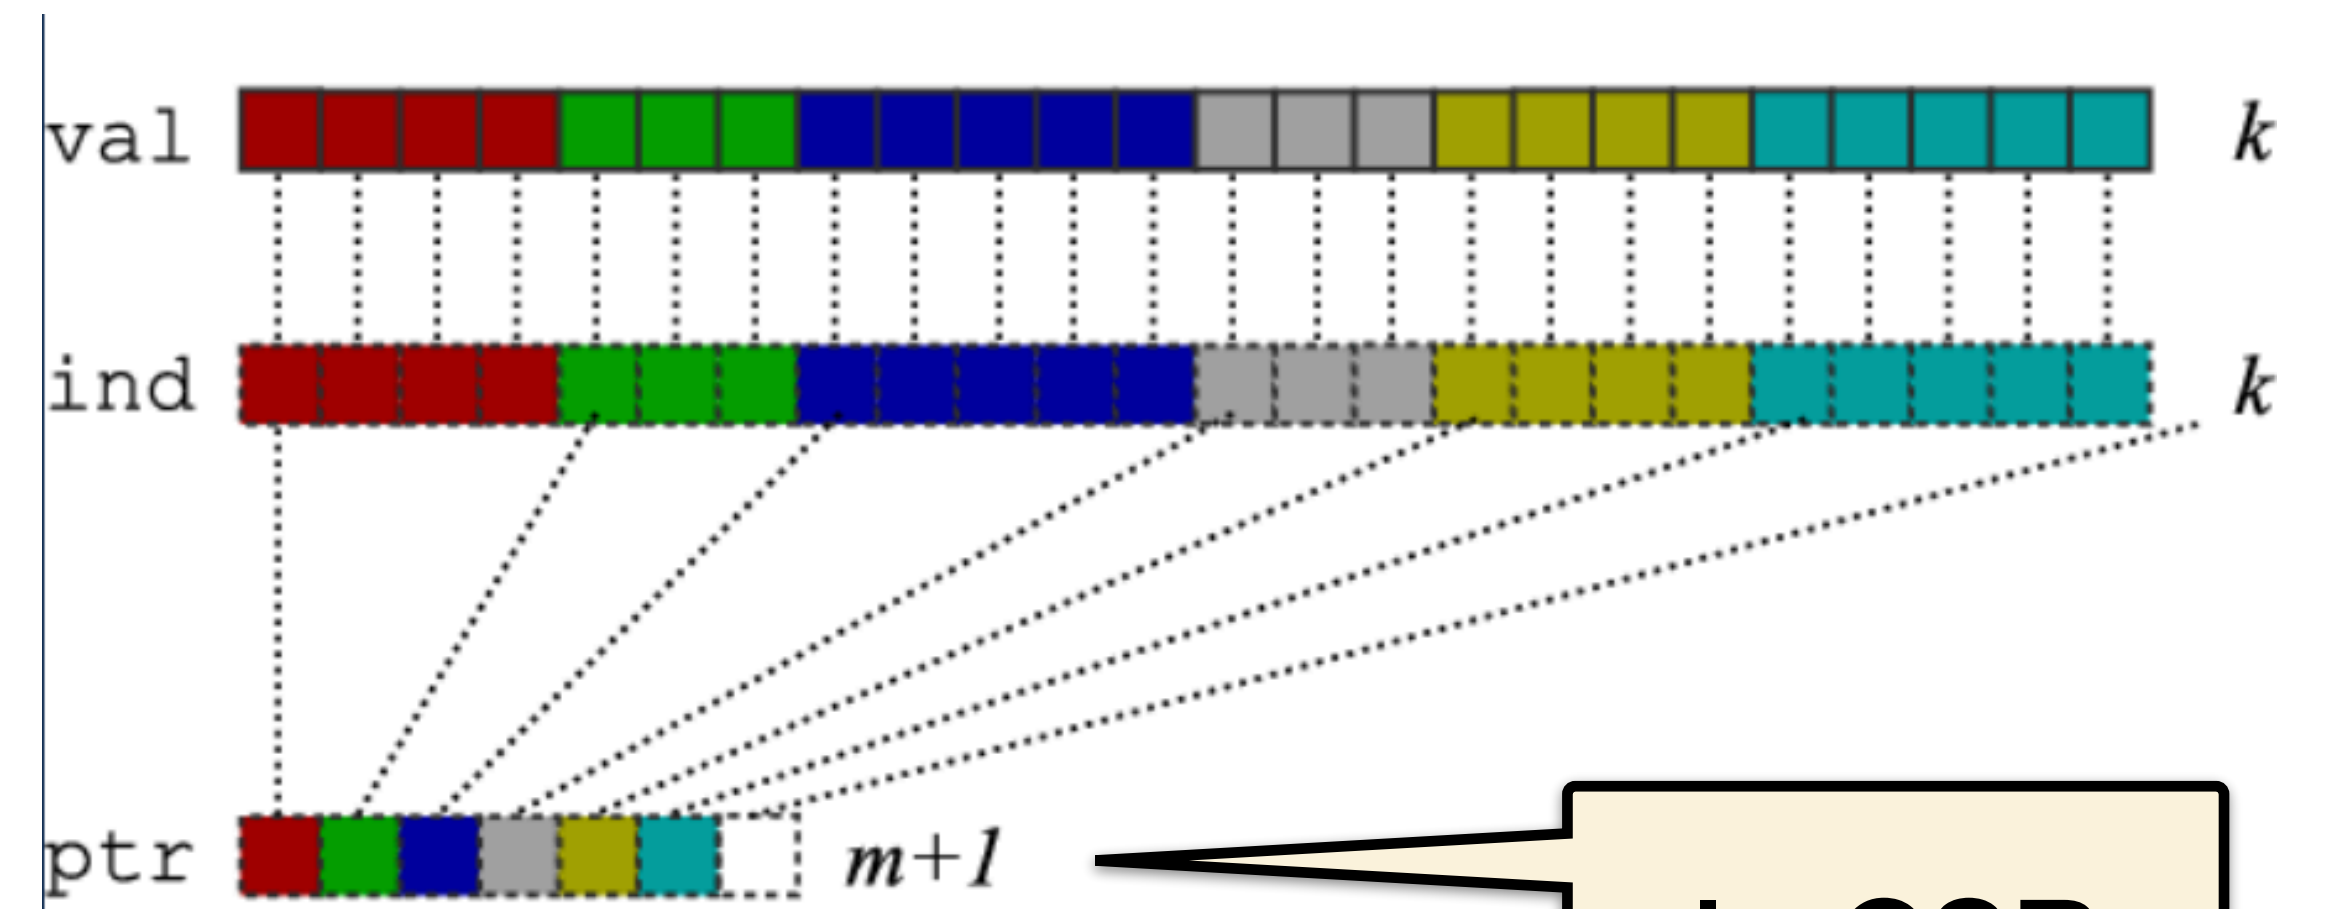 val k
ind k
ptr m+1